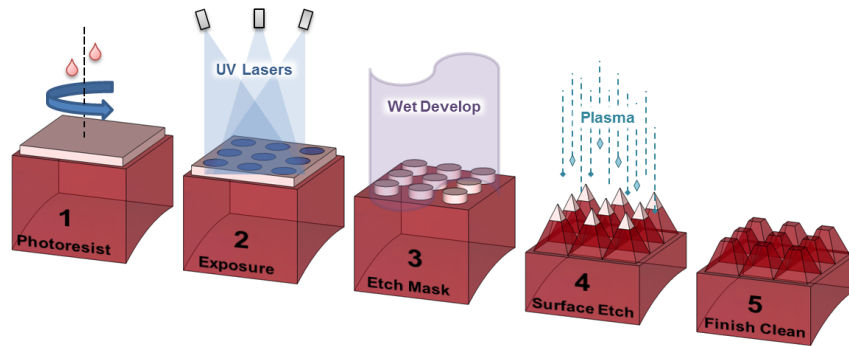 UV Lasers
Wet Develop
Plasma
1
Photoresist
2
Exposure
3
Etch Mask
4
Surface Etch
5
Finish Clean